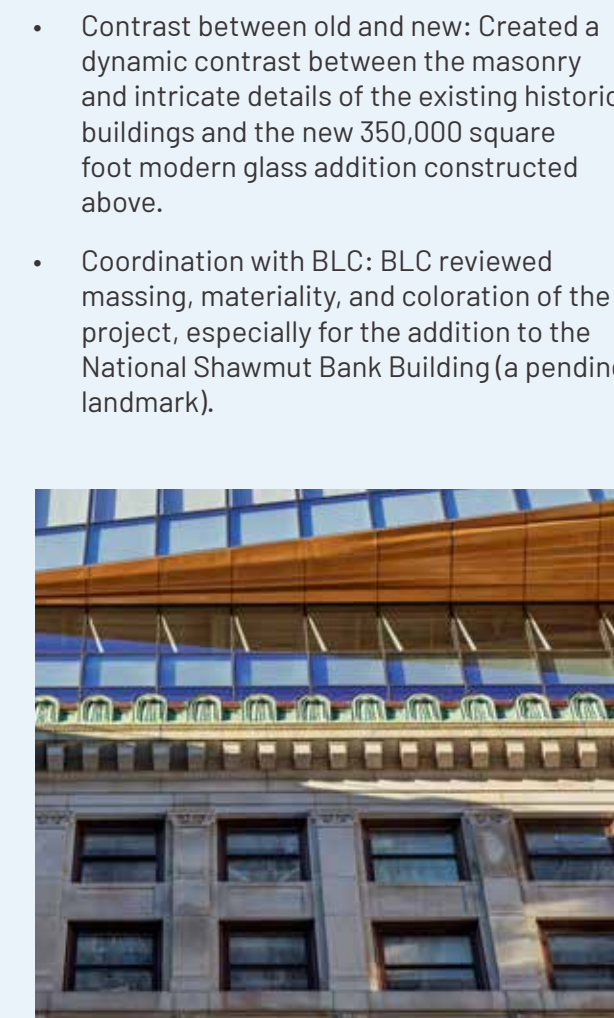 • Contrast between old and new: Created a
dynamic contrast between the masonry
and intricate details of the existing historic
buildings and the new 350,000 square
foot modern glass addition constructed
above.
• Coordination with BLC: BLC reviewed
massing, materiality, and coloration of the
project, especially for the addition to the
National Shawmut Bank Building (a pending
landmark).